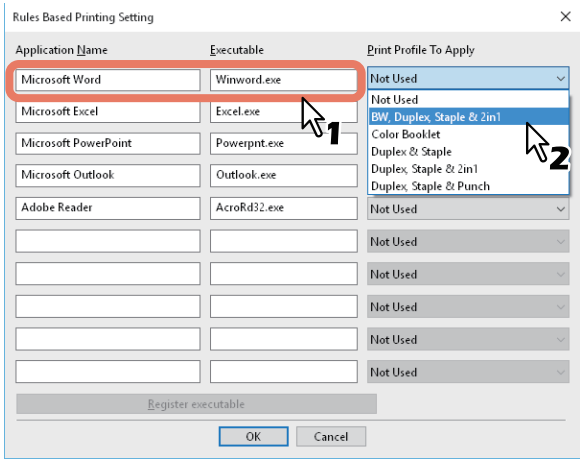 Rules Based Printing Setting
Application Name Executable Print Profile To Apply
Microsoft Word Winword.exe Not Used
Not Used
Microsoft Excel Excel.exe
1
BW, Duplex, Staple & 2in1
Color Booklet
Microsoft PowerPoint Powerpnt.exe
Duplex & Staple
2
Duplex, Staple & 2in1
Microsoft Outlook Outlook.exe
Duplex, Staple & Punch
Adobe Reader AcroRd32.exe Not Used
Not Used
Not Used
Not Used
Not Used
Not Used
Register executable
OK Cancel